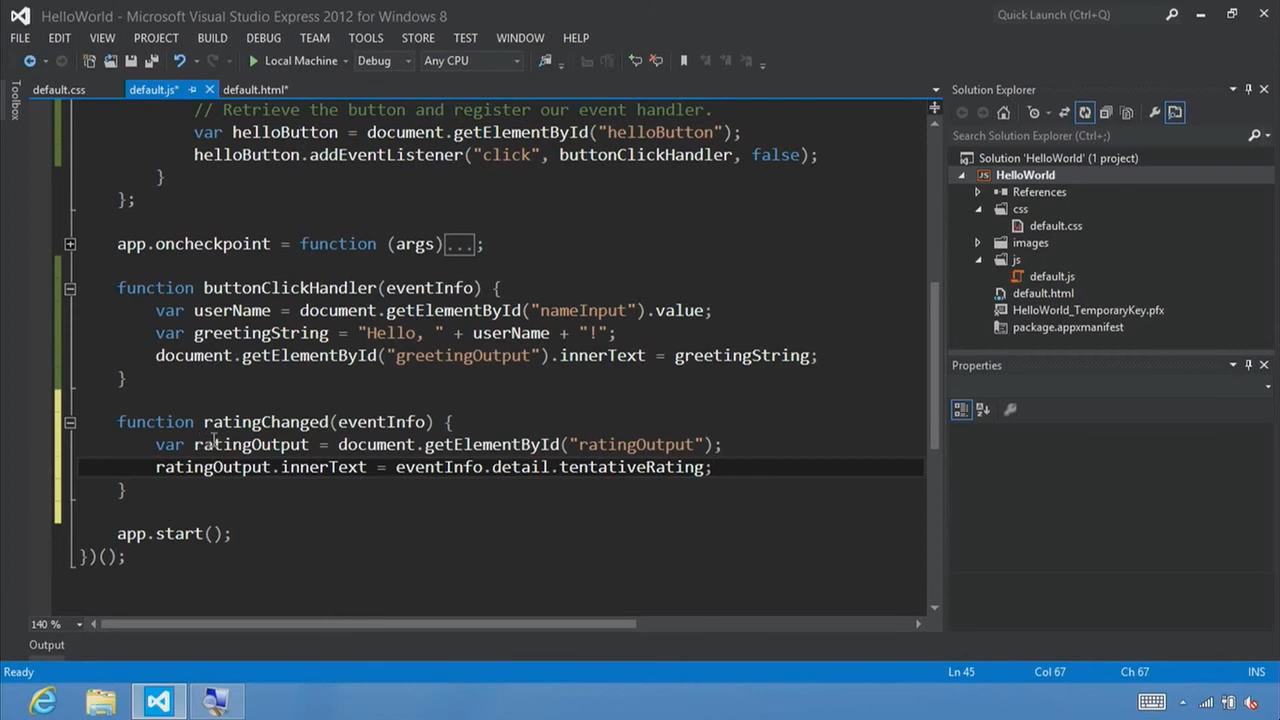 HelloWorld - Microsoft Visual Studio Express 2012 for Windows 8
Quick Launch (Ctrl+Q)
FILE EDIT VIEW PROJECT BUILD DEBUG TEAM TOOLS STORE TEST WINDOW HELP
Local Machine Debug Any CPU
Toolbox
default.css default.js* default.html*
// Retrieve the button and register our event handler.
var helloButton = document.getElementById("helloButton");
helloButton.addEventListener("click", buttonClickHandler, false);
}
};
app.oncheckpoint = function (args)...;
function buttonClickHandler(eventInfo) {
var userName = document.getElementById("nameInput").value;
var greetingString = "Hello, " + userName + "!";
document.getElementById("greetingOutput").innerText = greetingString;
}
function ratingChanged(eventInfo) {
var ratingOutput = document.getElementById("ratingOutput");
ratingOutput.innerText = eventInfo.detail.tentativeRating;
}
app.start();
})();
140 %
Output
Solution Explorer
Search Solution Explorer (Ctrl+;)
Solution 'HelloWorld' (1 project)
JS HelloWorld
References
css
default.css
images
js
default.js
default.html
HelloWorld_TemporaryKey.pfx
package.appxmanifest
Properties
Ready Ln 45 Col 67 Ch 67 INS